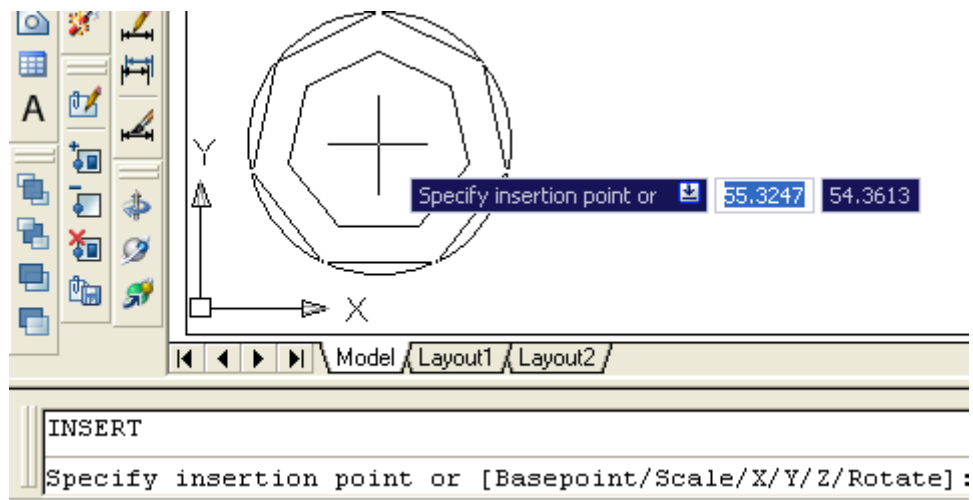 A
Y
Specify insertion point or 55.3247 54.3613
X
Model Layout1 Layout2
INSERT
Specify insertion point or [Basepoint/Scale/X/Y/Z/Rotate]: